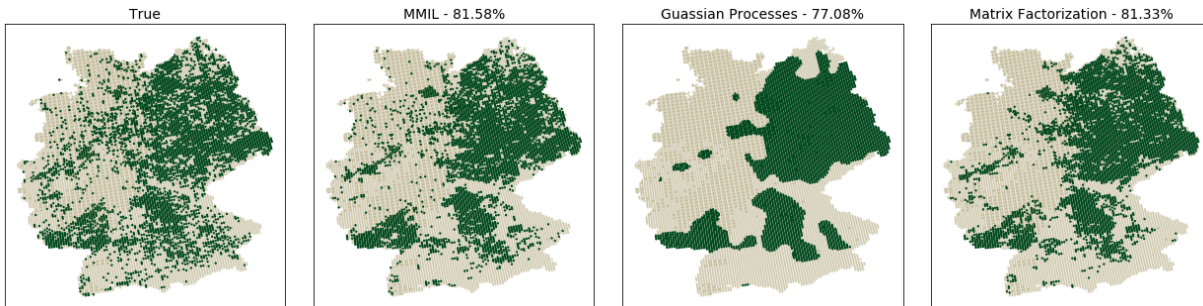 True
MMIL - 81.58%
Guassian Processes - 77.08%
Matrix Factorization - 81.33%